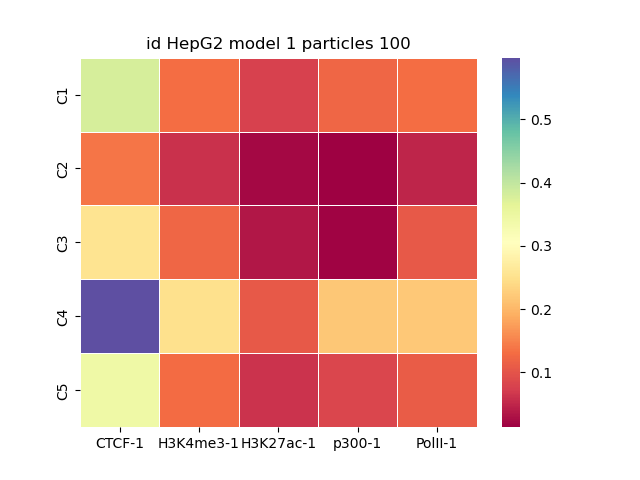 id HepG2 model 1 particles 100
C1
C2
C3
C4
C5
CTCF-1 H3K4me3-1 H3K27ac-1 p300-1 PolII-1
0.5
0.4
0.3
0.2
0.1